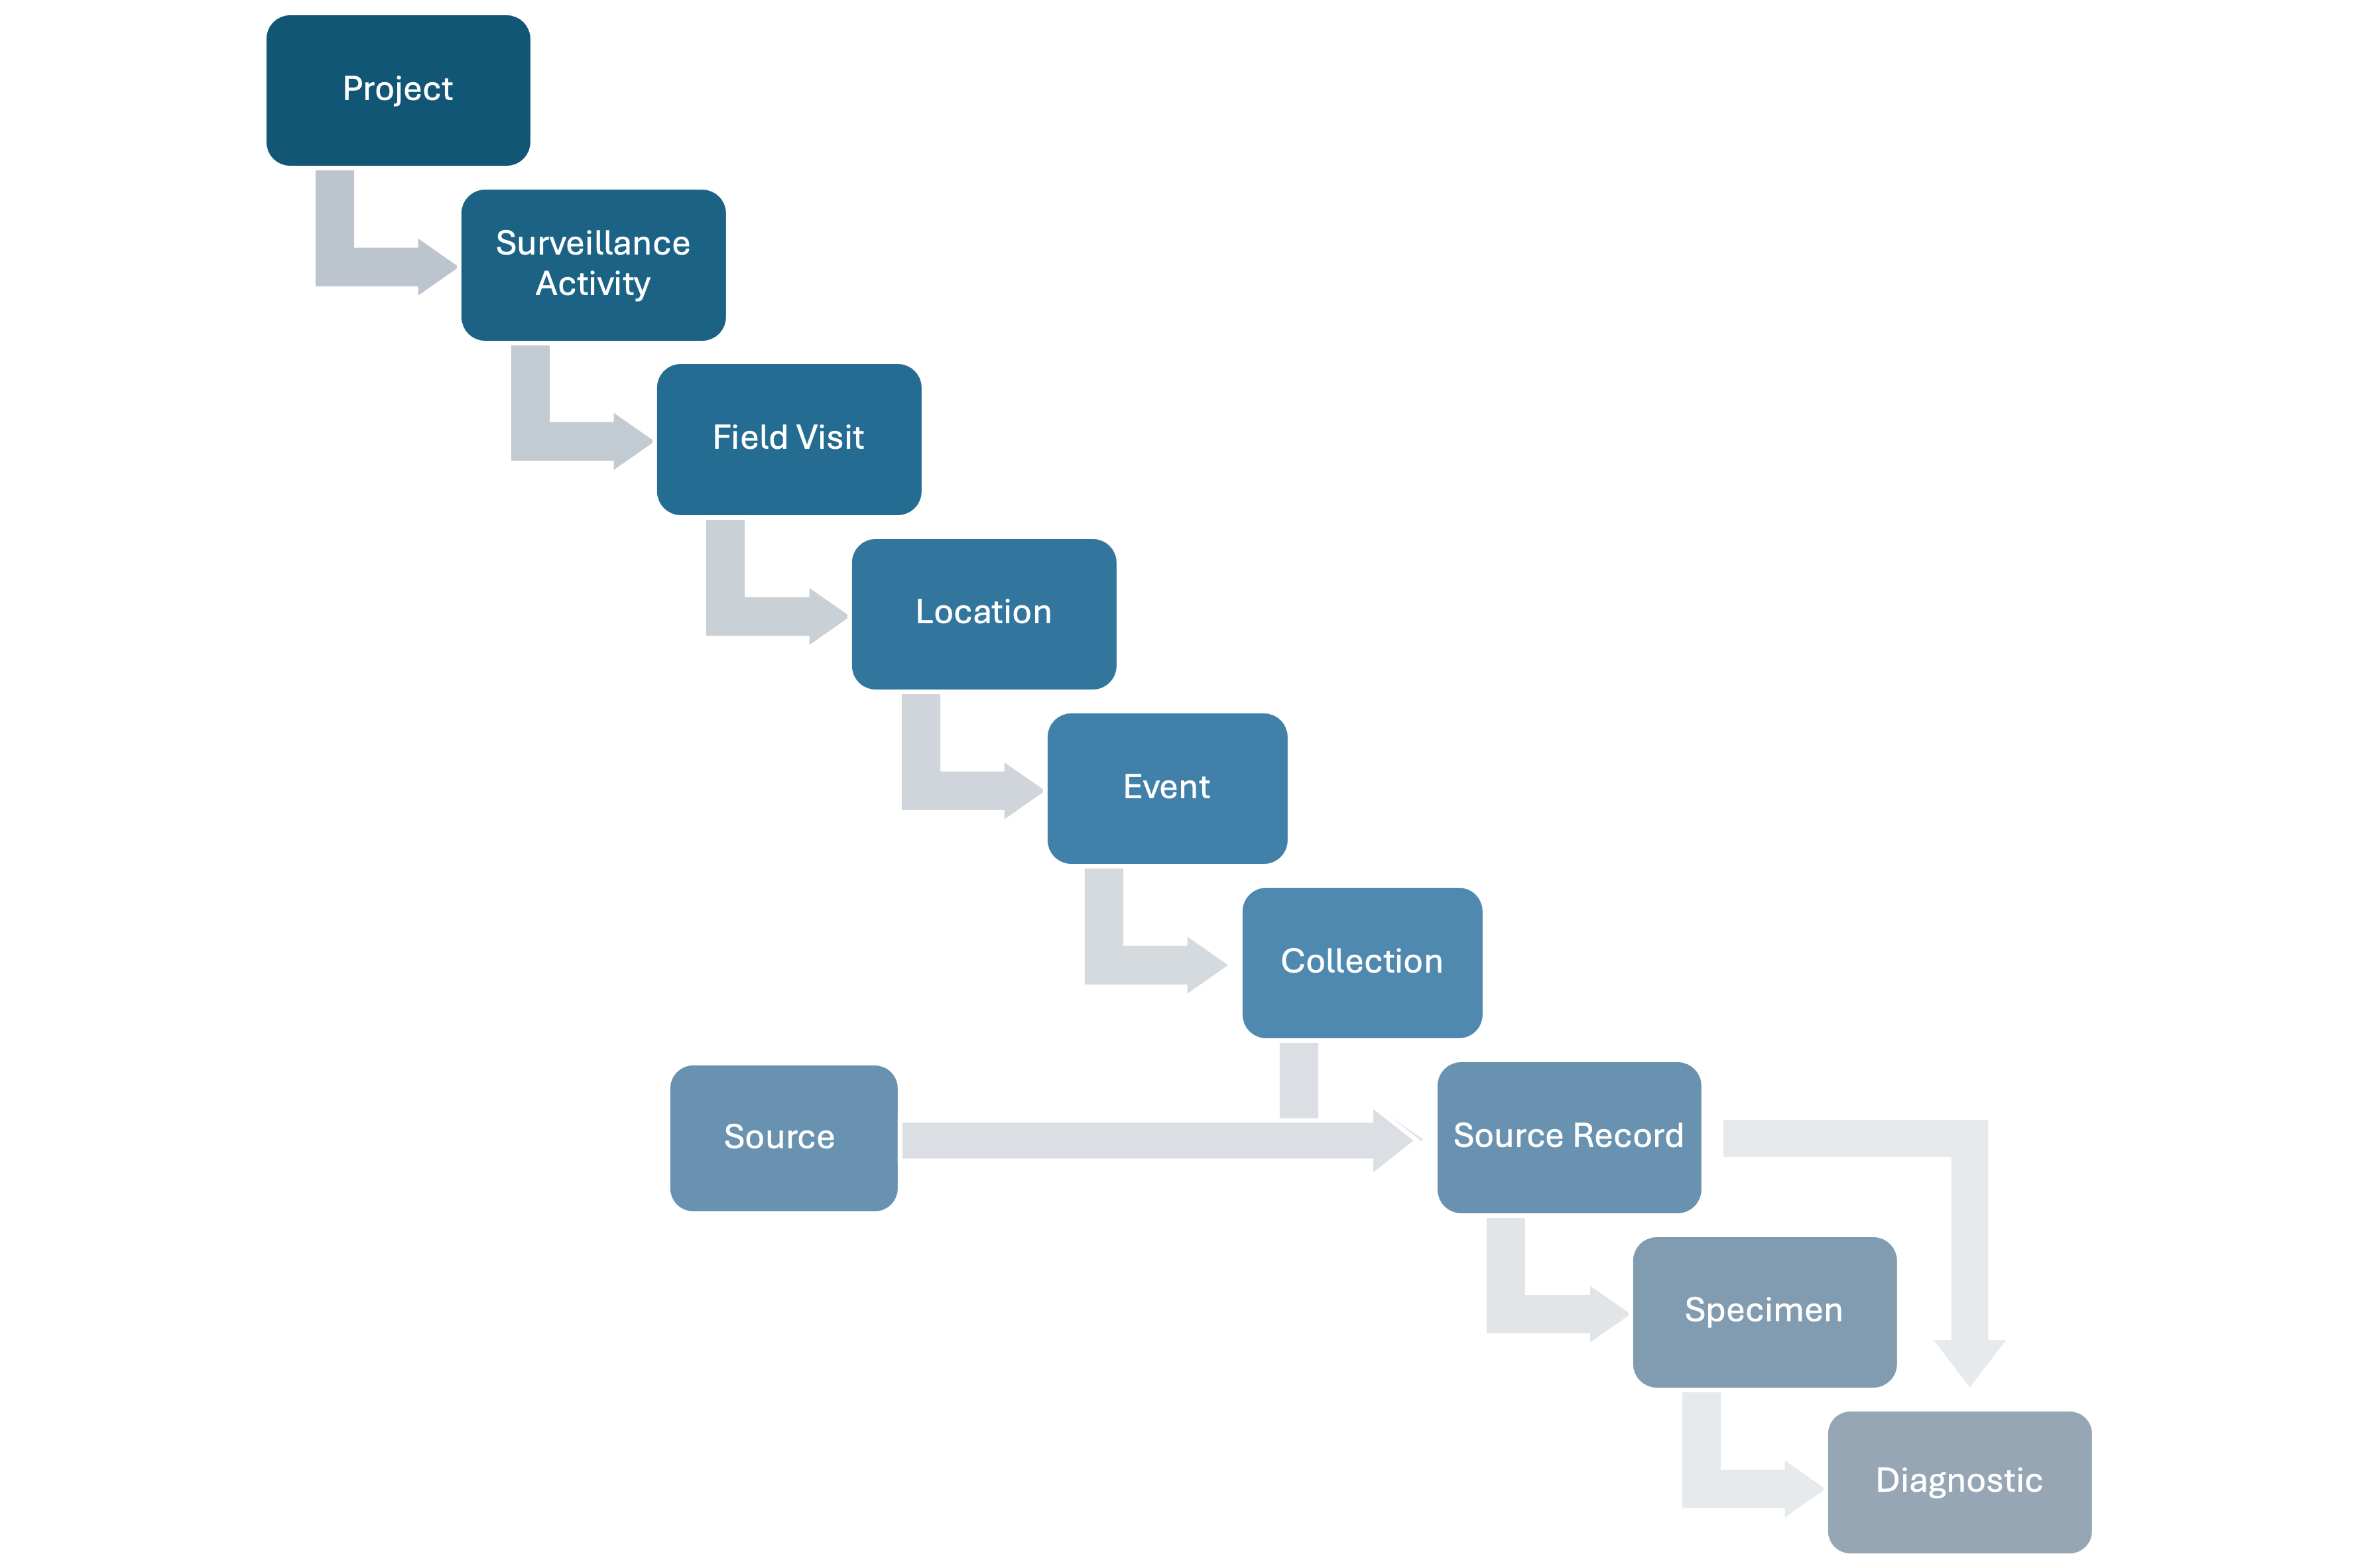 Project
Surveillance
Activity
Field Visit
Location
Event
Collection
Source
Source Record
Specimen
Diagnostic